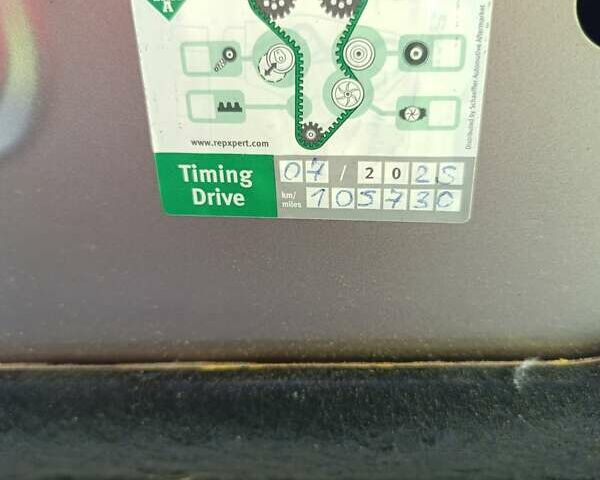 A
Distributed by Schaeffler Automotive Aftermarket
www.repxpert.com
Timing Drive
07 / 2025
km/miles 105730